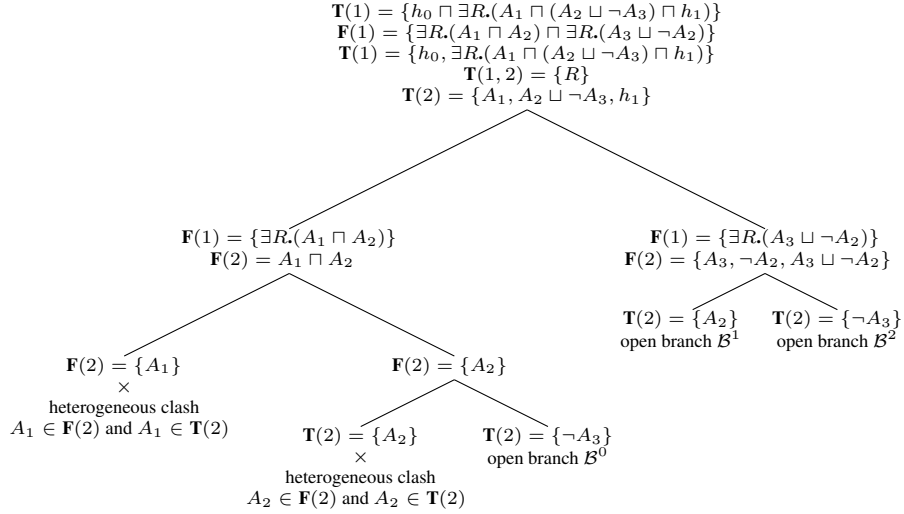 T(1) = {h₀ ⊓ ∃R.(A₁ ⊓ (A₂ ⊔ ¬A₃) ⊓ h₁)}
F(1) = {∃R.(A₁ ⊓ A₂) ⊓ ∃R.(A₃ ⊔ ¬A₂)}
T(1) = {h₀, ∃R.(A₁ ⊓ (A₂ ⊔ ¬A₃) ⊓ h₁)}
T(1, 2) = {R}
T(2) = {A₁, A₂ ⊔ ¬A₃, h₁}
F(1) = {∃R.(A₁ ⊓ A₂)}
F(2) = A₁ ⊓ A₂
F(1) = {∃R.(A₃ ⊔ ¬A₂)}
F(2) = {A₃, ¬A₂, A₃ ⊔ ¬A₂}
T(2) = {A₂}
open branch ℬ¹
T(2) = {¬A₃}
open branch ℬ²
F(2) = {A₁}
×
heterogeneous clash
A₁ ∈ F(2) and A₁ ∈ T(2)
F(2) = {A₂}
T(2) = {A₂}
×
heterogeneous clash
A₂ ∈ F(2) and A₂ ∈ T(2)
T(2) = {¬A₃}
open branch ℬ⁰